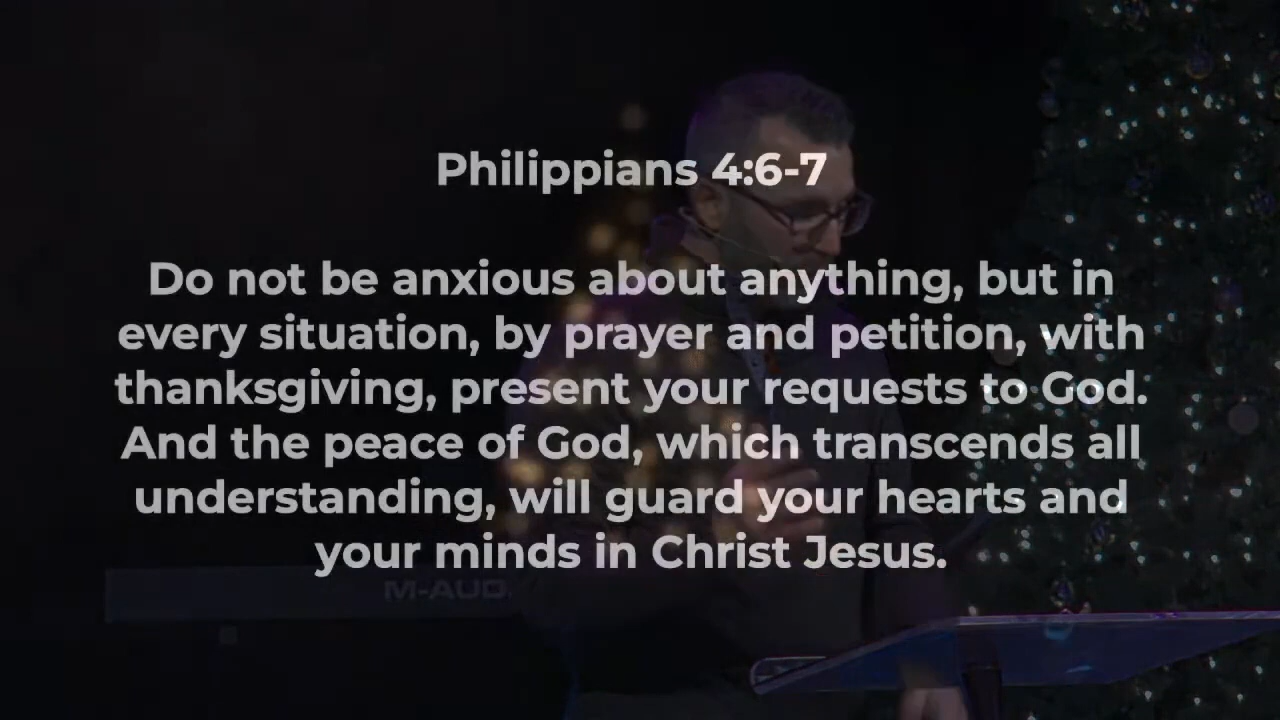 Philippians 4:6-7
Do not be anxious about anything, but in
every situation, by prayer and petition, with
thanksgiving, present your requests to God.
And the peace of God, which transcends all
understanding, will guard your hearts and
your minds in Christ Jesus.
M-AUD